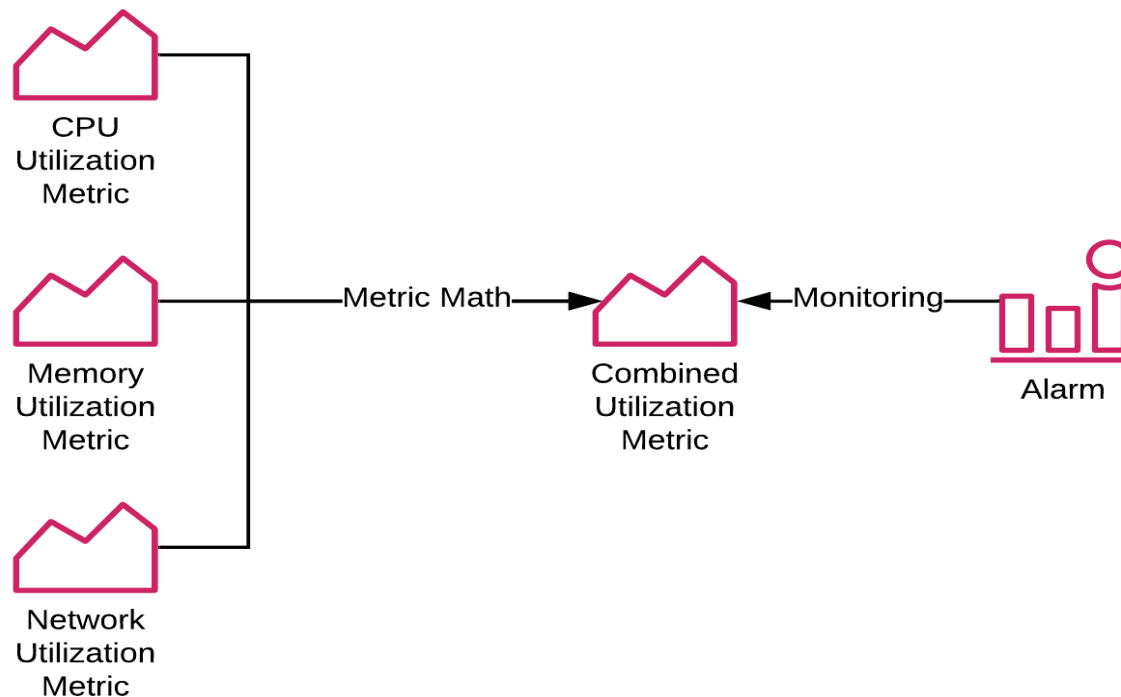 CPU
Utilization
Metric
Memory
Utilization
Metric
Network
Utilization
Metric
Metric Math
Combined
Utilization
Metric
Monitoring
Alarm